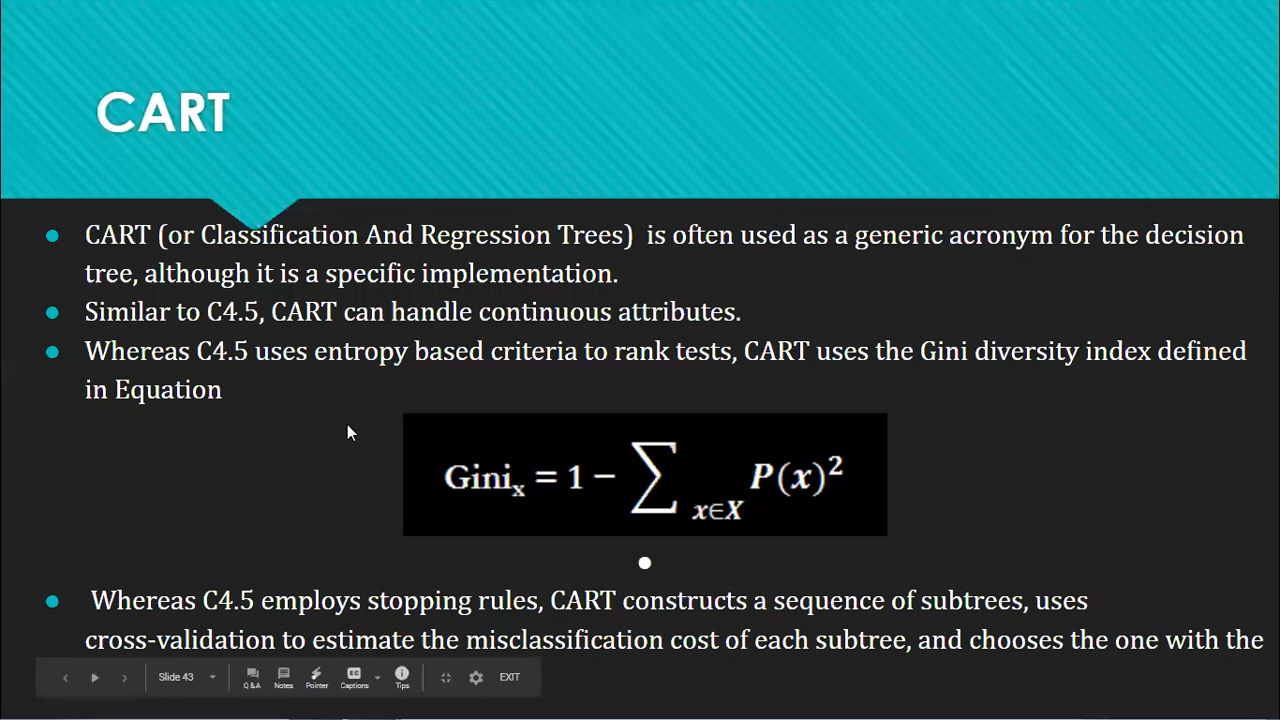 CART
CART (or Classification And Regression Trees) is often used as a generic acronym for the decision
tree, although it is a specific implementation.
Similar to C4.5, CART can handle continuous attributes.
Whereas C4.5 uses entropy based criteria to rank tests, CART uses the Gini diversity index defined
in Equation
Giniₓ = 1 − ∑ x∈X P(x)²
Whereas C4.5 employs stopping rules, CART constructs a sequence of subtrees, uses
cross-validation to estimate the misclassification cost of each subtree, and chooses the one with the
Slide 43 Q&A Notes Pointer Captions Tips EXIT